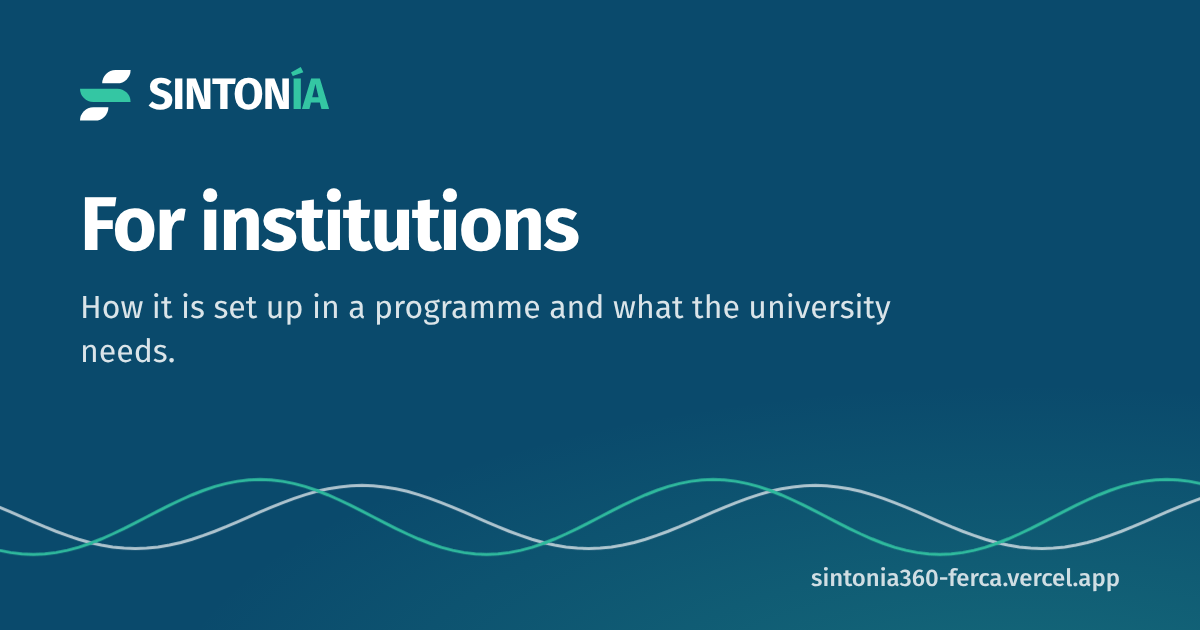 SINTONÍA
For institutions
How it is set up in a programme and what the university
needs.
sintonia360-ferca.vercel.app